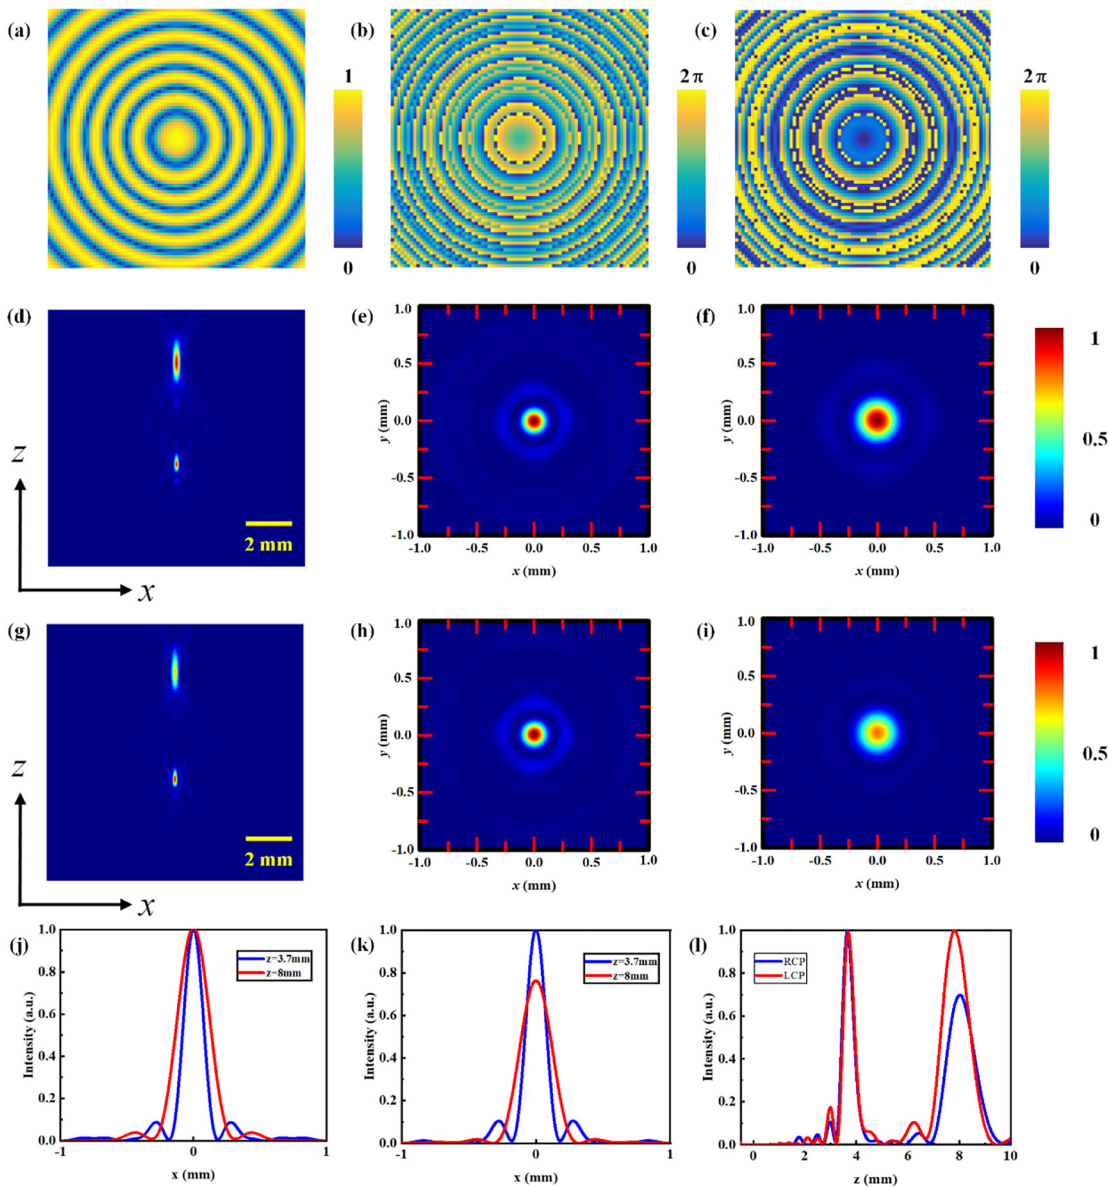 (a)
(b)
(c)
1
0
2 π
0
2 π
0
(d)
z
x
2 mm
(e)
1.0
0.5
0.0
-0.5
-1.0
y (mm)
-1.0 -0.5 0.0 0.5 1.0
x (mm)
(f)
1.0
0.5
0.0
-0.5
-1.0
y (mm)
-1.0 -0.5 0.0 0.5 1.0
x (mm)
1
0.5
0
(g)
z
x
2 mm
(h)
1.0
0.5
0.0
-0.5
-1.0
y (mm)
-1.0 -0.5 0.0 0.5 1.0
x (mm)
(i)
1.0
0.5
0.0
-0.5
-1.0
y (mm)
-1.0 -0.5 0.0 0.5 1.0
x (mm)
1
0.5
0
(j)
1.0
0.8
0.6
0.4
0.2
0.0
Intensity (a.u.)
z=3.7mm
z=8mm
-1 0 1
x (mm)
(k)
1.0
0.8
0.6
0.4
0.2
0.0
Intensity (a.u.)
z=3.7mm
z=8mm
-1 0 1
x (mm)
(l)
1.0
0.8
0.6
0.4
0.2
0.0
Intensity (a.u.)
RCP
LCP
0 2 4 6 8 10
z (mm)